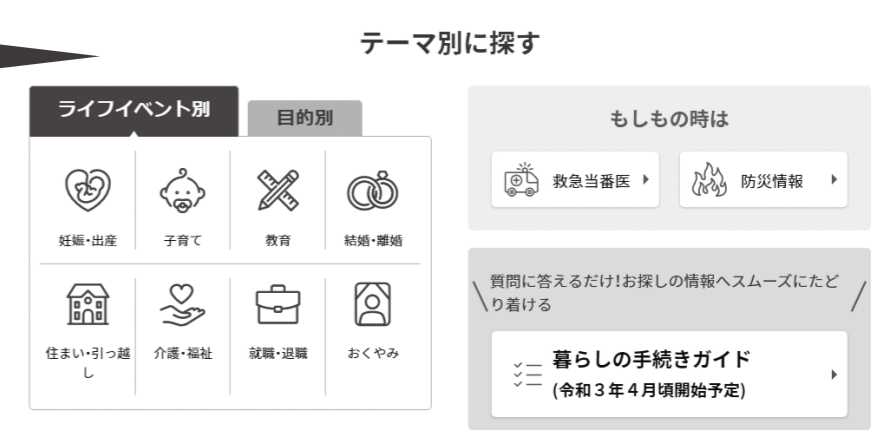 テーマ別に探す
ライフイベント別
目的別
妊娠・出産
子育て
教育
結婚・離婚
住まい・引っ越
し
介護・福祉
就職・退職
おくやみ
もしもの時は
救急当番医
防災情報
質問に答えるだけ!お探しの情報へスムーズにたど
り着ける
暮らしの手続きガイド
(令和３年４月頃開始予定)